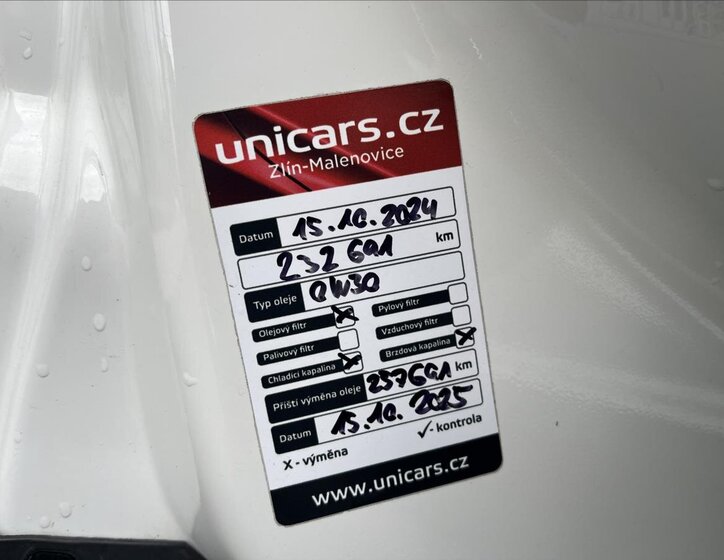 unicars.cz
Zlín-Malenovice
Datum 15.10.2024
232 691 km
Typ oleje 0W30
Olejový filtr X Pylový filtr
Palivový filtr Vzduchový filtr
Chladící kapalina X Brzdová kapalina X
Příští výměna oleje 257691 km
Datum 15.10.2025
X - výměna ✓- kontrola
www.unicars.cz